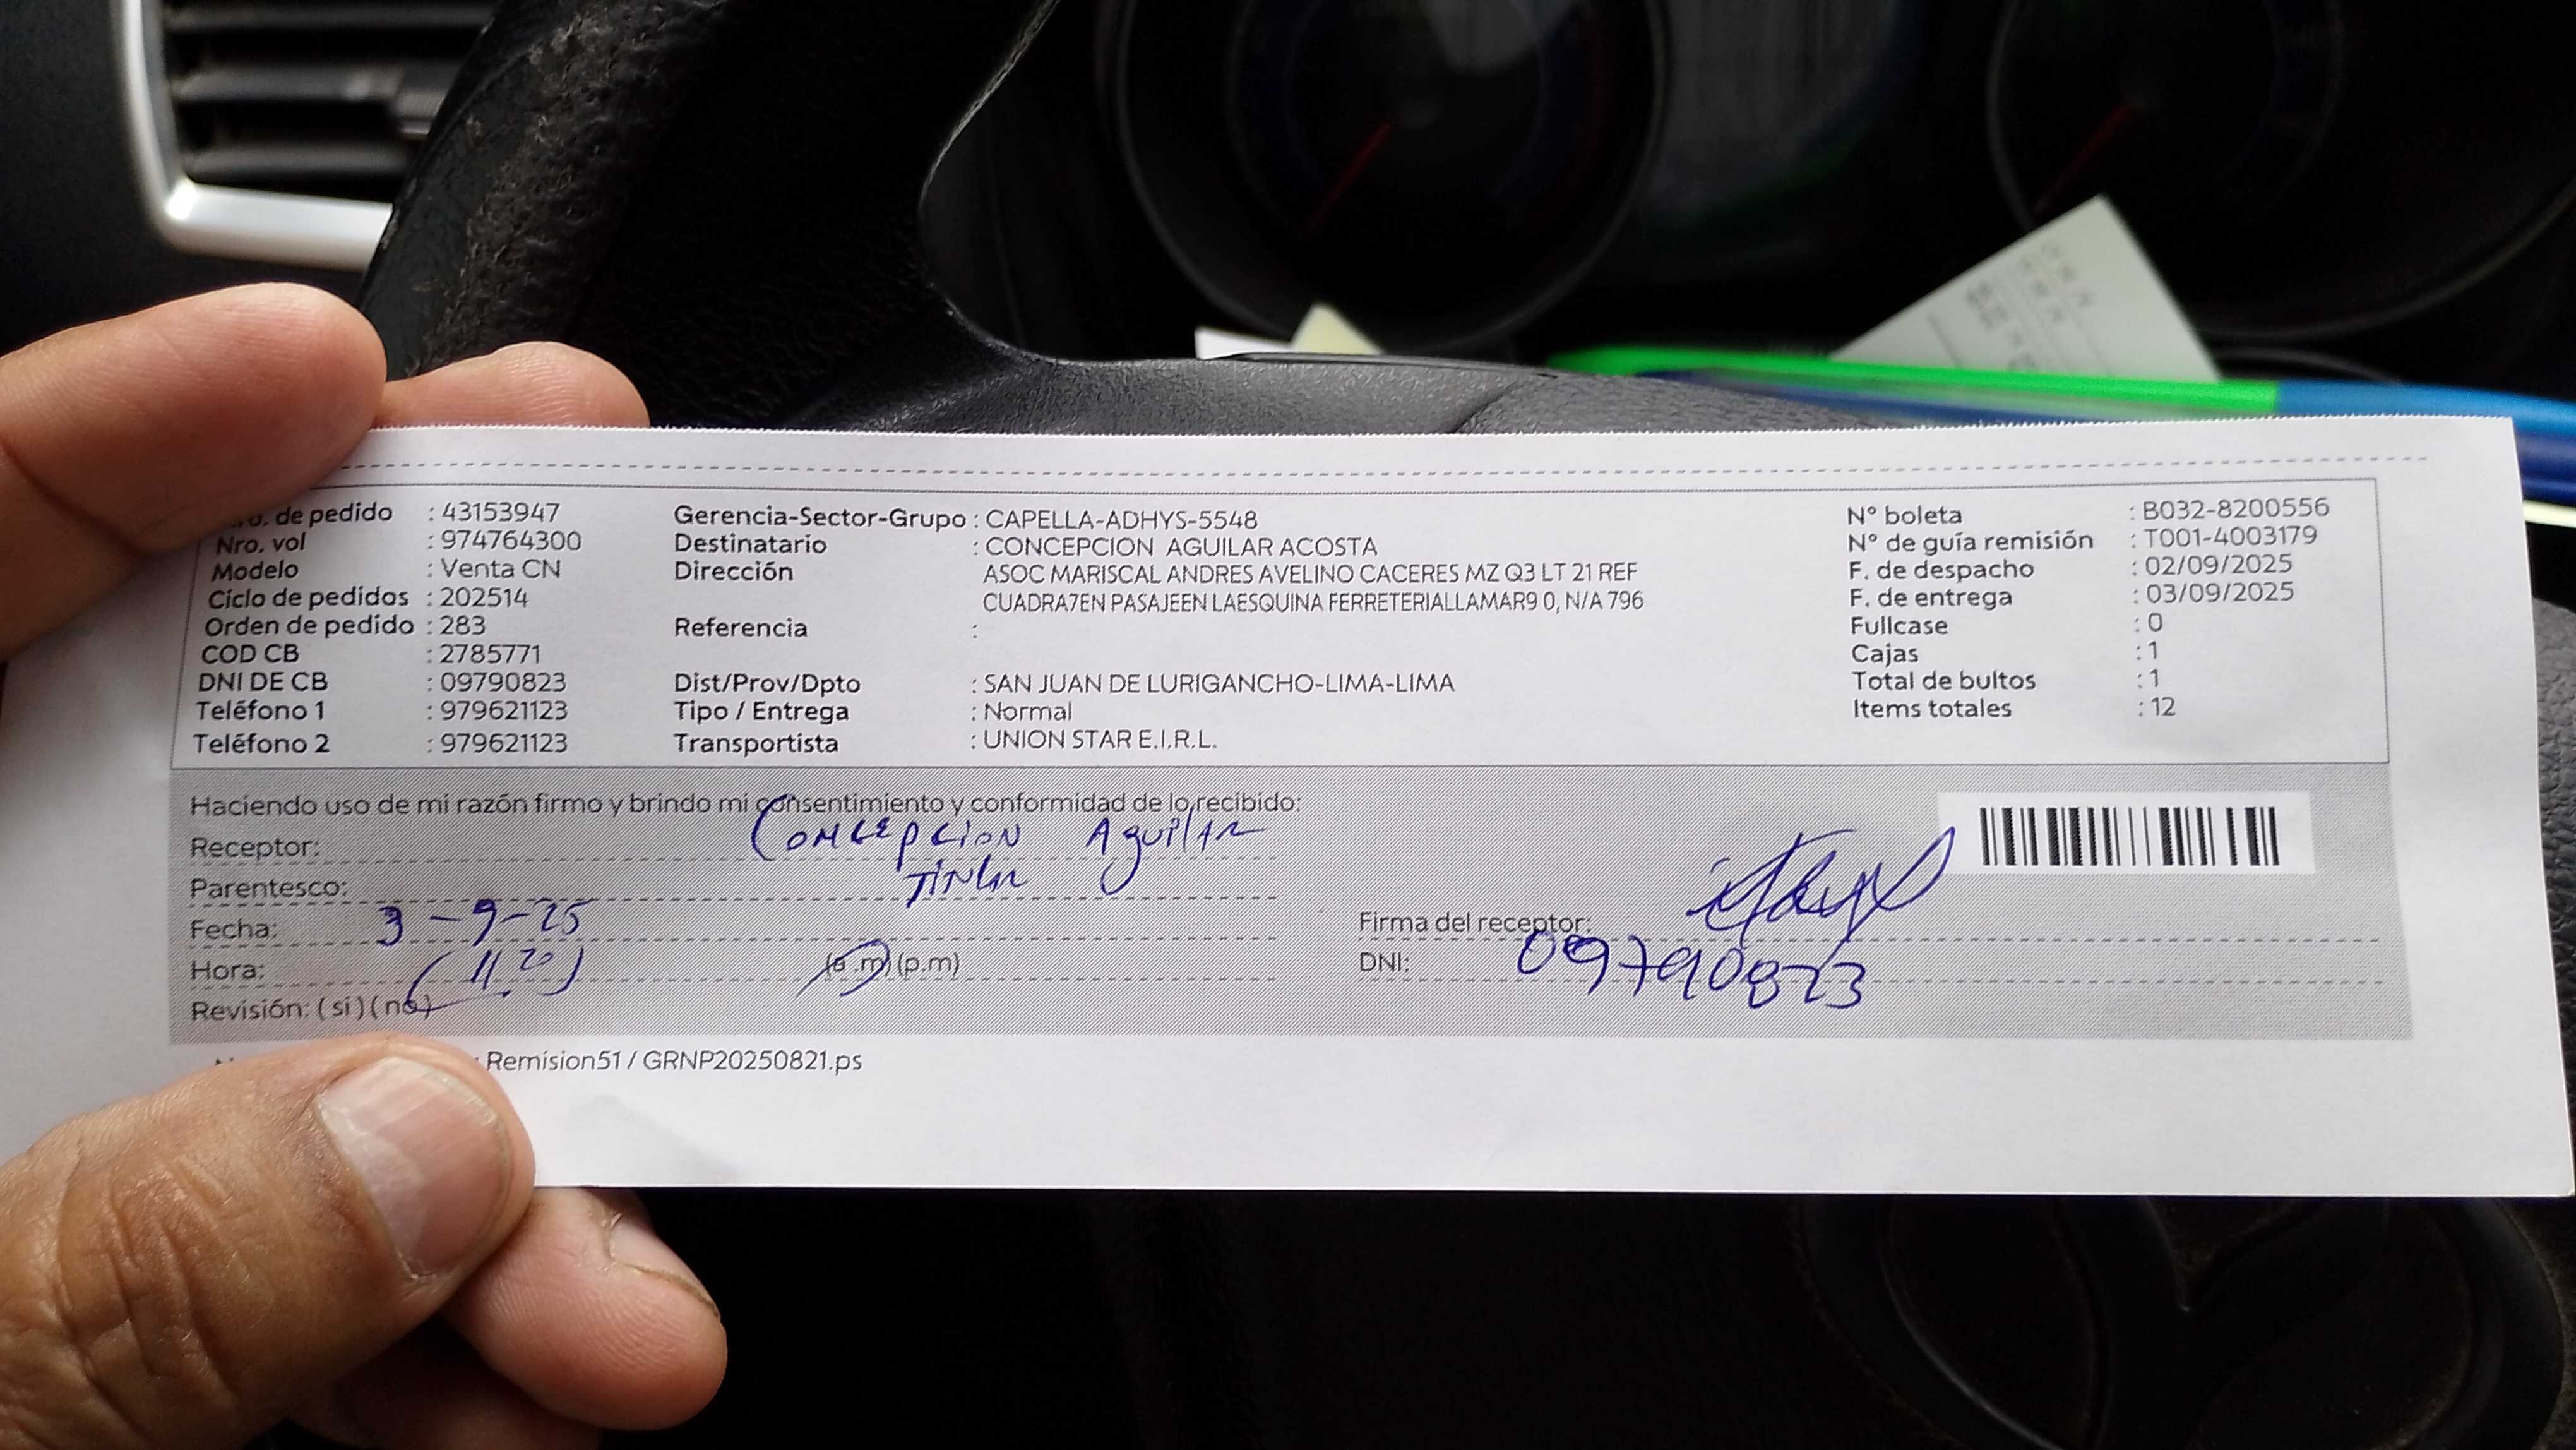 ro. de pedido : 43153947 Gerencia-Sector-Grupo : CAPELLA-ADHYS-5548 N° boleta : B032-8200556
Nro. vol : 974764300 Destinatario : CONCEPCION AGUILAR ACOSTA N° de guía remisión : T001-4003179
Modelo : Venta CN Dirección ASOC MARISCAL ANDRES AVELINO CACERES MZ Q3 LT 21 REF F. de despacho : 02/09/2025
Ciclo de pedidos : 202514 CUADRA7EN PASAJEEN LAESQUINA FERRETERIALLAMAR9 0, N/A 796 F. de entrega : 03/09/2025
Orden de pedido : 283 Referencia : Fullcase : 0
COD CB : 2785771 Cajas : 1
DNI DE CB : 09790823 Dist/Prov/Dpto : SAN JUAN DE LURIGANCHO-LIMA-LIMA Total de bultos : 1
Teléfono 1 : 979621123 Tipo / Entrega : Normal Items totales : 12
Teléfono 2 : 979621123 Transportista : UNION STAR E.I.R.L.
Haciendo uso de mi razón firmo y brindo mi consentimiento y conformidad de lo recibido:
Receptor: Concepcion Aguilar
Parentesco: Titular
Fecha: 3-9-25 Firma del receptor:
Hora: 11.20 (a.m) (p.m) DNI: 09790823
Revisión: (si) (no)
: Remision51 / GRNP20250821.ps